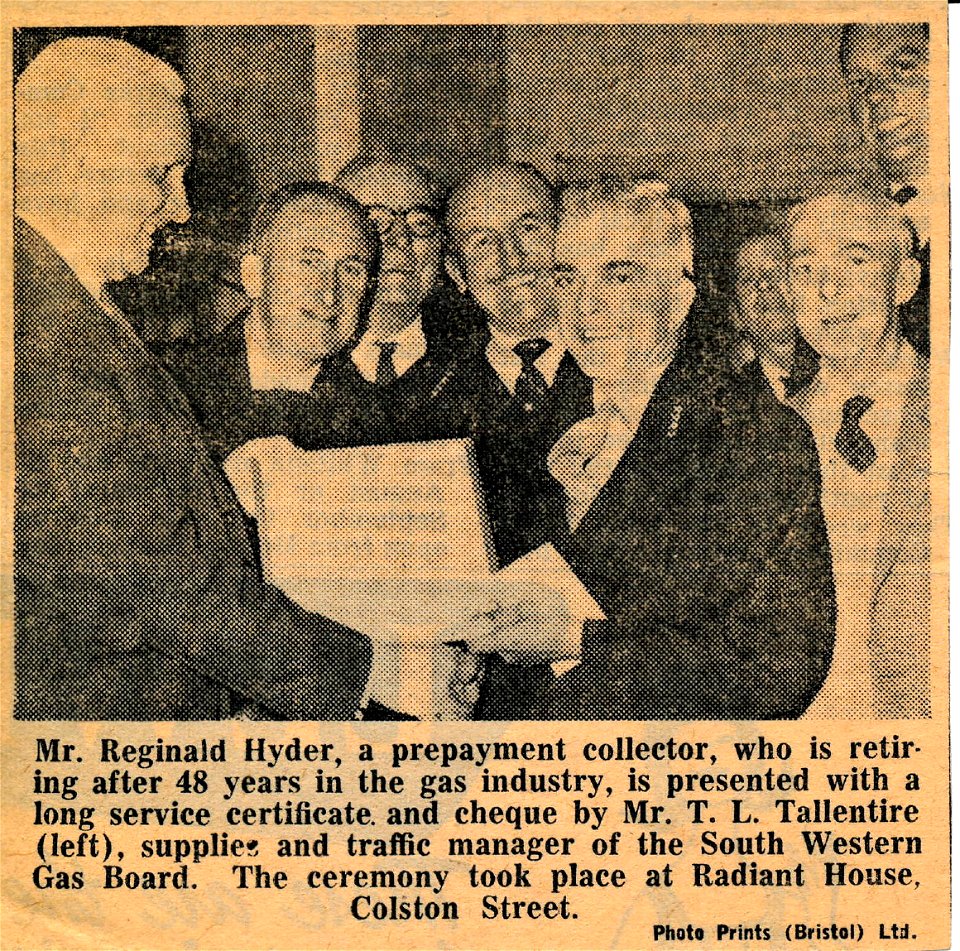 Mr. Reginald Hyder, a prepayment collector, who is retir-
ing after 48 years in the gas industry, is presented with a
long service certificate. and cheque by Mr. T. L. Tallentire
(left), supplies and traffic manager of the South Western
Gas Board. The ceremony took place at Radiant House,
Colston Street.
Photo Prints (Bristol) Ltd.